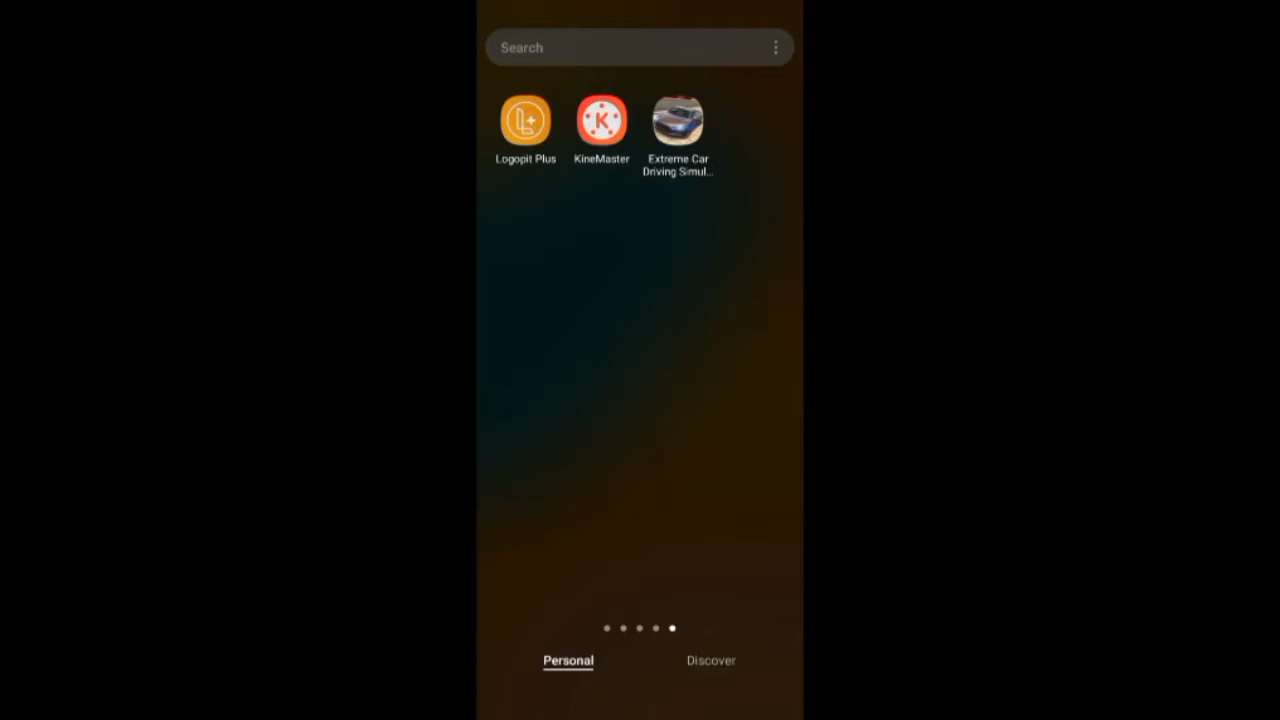 Search
Logopit Plus
KineMaster
Extreme Car
Driving Simul...
Personal
Discover